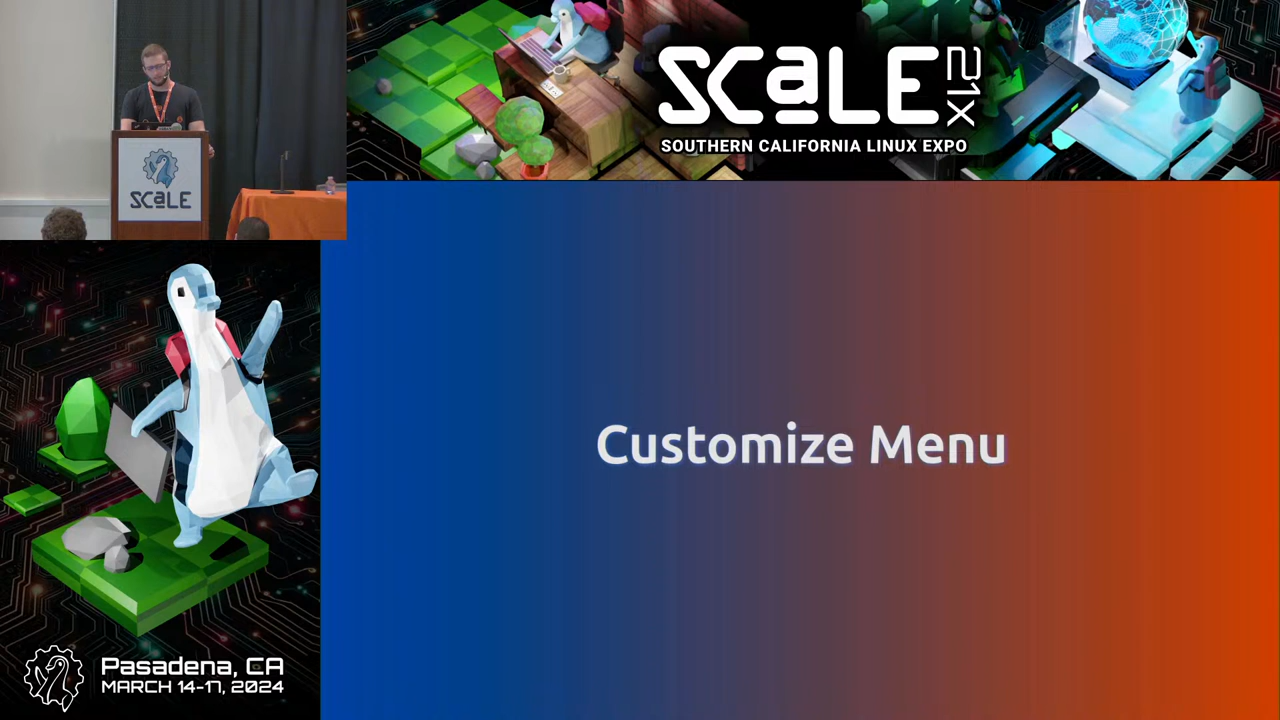 SCALE
SCaLE 21X
SOUTHERN CALIFORNIA LINUX EXPO
Customize Menu
Pasadena, CA
MARCH 14-17, 2024